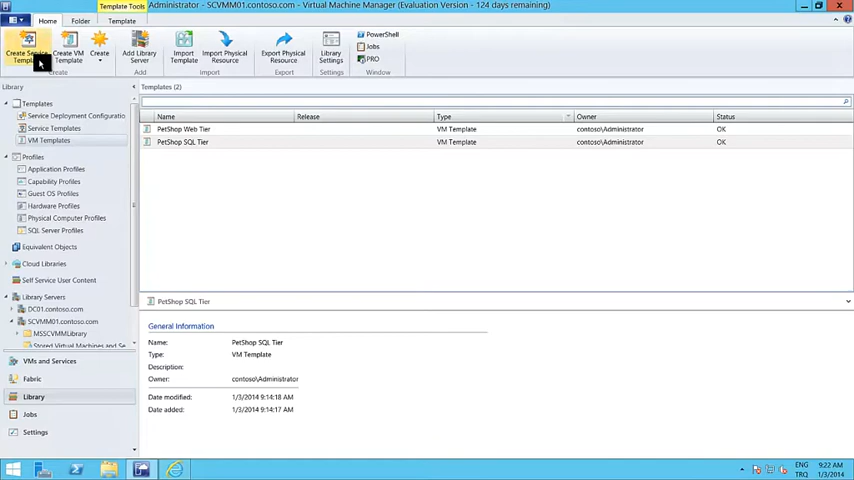 Template Tools
Administrator - SCVMM01.contoso.com - Virtual Machine Manager (Evaluation Version - 124 days remaining)
Home
Folder
Template
Create Service
Create VM
Template
Create
Add Library
Server
Import
Template
Import Physical
Resource
Export Physical
Resource
Library
Settings
PowerShell
Jobs
PRO
Create
Add
Import
Export
Settings
Window
Library
Templates
Service Deployment Configuratio
Service Templates
VM Templates
Profiles
Application Profiles
Capability Profiles
Guest OS Profiles
Hardware Profiles
Physical Computer Profiles
SQL Server Profiles
Equivalent Objects
Cloud Libraries
Self Service User Content
Library Servers
DC01.contoso.com
SCVMM01.contoso.com
MSSCVMMLibrary
Stored Virtual Machines and Se
VMs and Services
Fabric
Library
Jobs
Settings
Templates (2)
Name Release Type Owner Status
PetShop Web Tier VM Template contoso\Administrator OK
PetShop SQL Tier VM Template contoso\Administrator OK
PetShop SQL Tier
General Information
Name: PetShop SQL Tier
Type: VM Template
Description:
Owner: contoso\Administrator
Date modified: 1/3/2014 9:14:18 AM
Date added: 1/3/2014 9:14:17 AM
ENG 9:22 AM
TRQ 1/3/2014